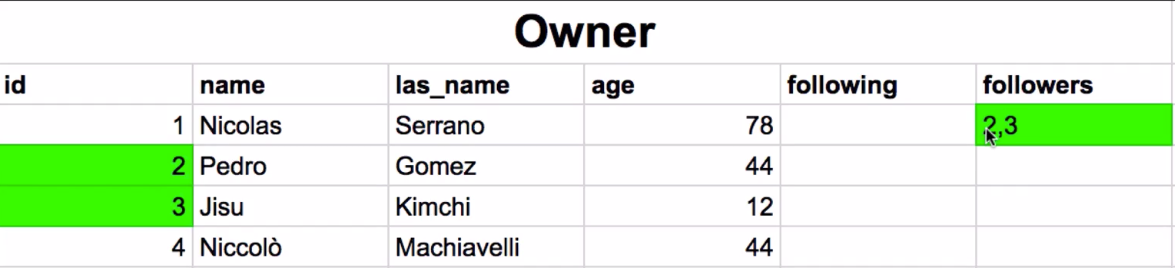 Owner
id name las_name age following followers
1 Nicolas Serrano 78 2,3
2 Pedro Gomez 44
3 Jisu Kimchi 12
4 Niccolò Machiavelli 44